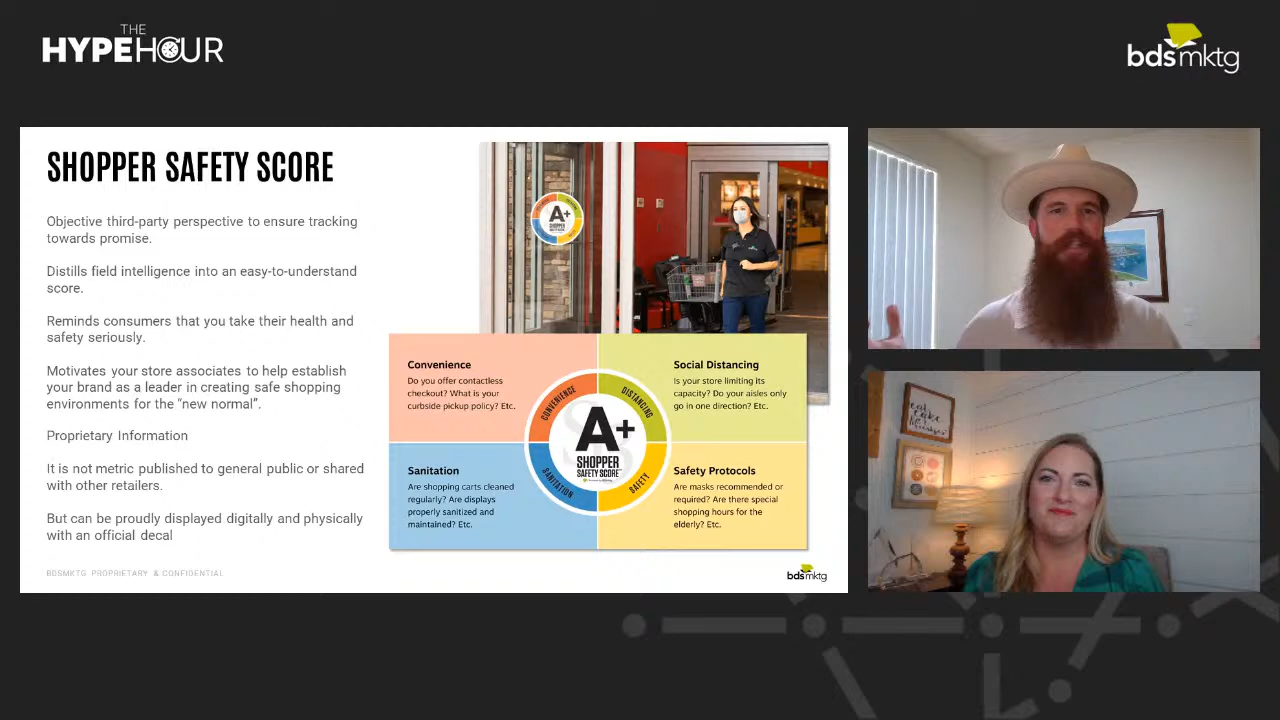 THE
HYPEHOUR
bdsmktg
SHOPPER SAFETY SCORE
Objective third-party perspective to ensure tracking
towards promise.
Distills field intelligence into an easy-to-understand
score.
Reminds consumers that you take their health and
safety seriously.
Motivates your store associates to help establish
your brand as a leader in creating safe shopping
environments for the “new normal”.
Proprietary Information
It is not metric published to general public or shared
with other retailers.
But can be proudly displayed digitally and physically
with an official decal
BDSMKTG PROPRIETARY & CONFIDENTIAL
A+
SHOPPER
Convenience
Do you offer contactless
checkout? What is your
curbside pickup policy? Etc.
Social Distancing
Is your store limiting its
capacity? Do your aisles only
go in one direction? Etc.
CONVENIENCE
DISTANCING
A+
SHOPPER
SAFETY SCORE
SANITATION
SAFETY
Sanitation
Are shopping carts cleaned
regularly? Are displays
properly sanitized and
maintained? Etc.
Safety Protocols
Are masks recommended or
required? Are there special
shopping hours for the
elderly? Etc.
bdsmktg
eat
cake
for
breakfast